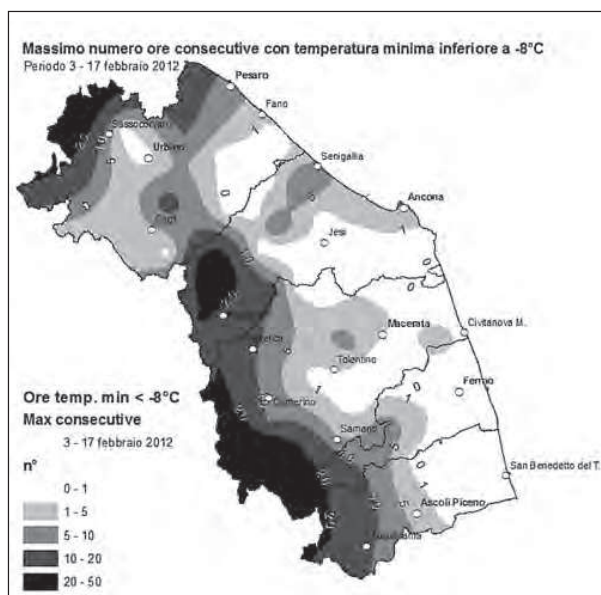 Massimo numero ore consecutive con temperatura minima inferiore a -8°C
Periodo 3 - 17 febbraio 2012
Pesaro
Fano
Sassocorvaro
Urbino
Senigallia
Cagli
Ancona
Jesi
Macerata
Civitanova M.
Tolentino
Fermo
Camerino
Sarnano
San Benedetto del T.
Ascoli Piceno
Ore temp. min < -8°C
Max consecutive
3 - 17 febbraio 2012
n°
0 - 1
1 - 5
5 - 10
10 - 20
20 - 50